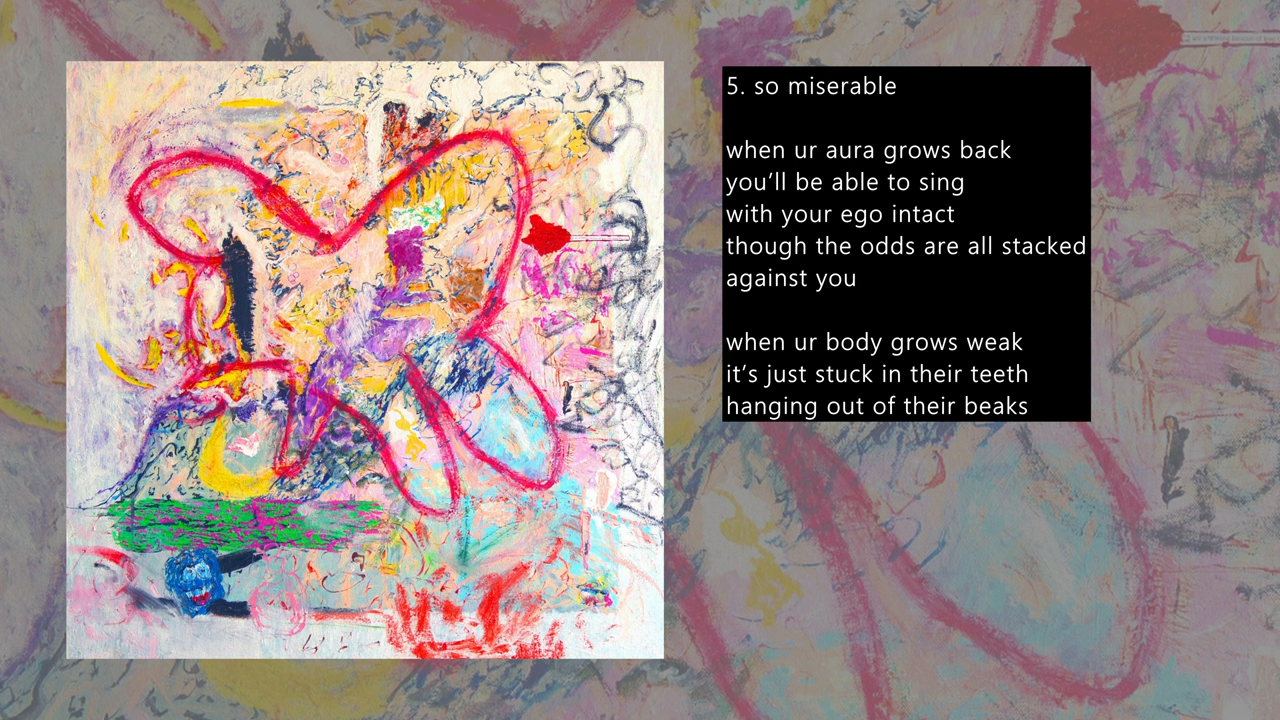 5. so miserable
when ur aura grows back
you’ll be able to sing
with your ego intact
though the odds are all stacked
against you
when ur body grows weak
it’s just stuck in their teeth
hanging out of their beaks